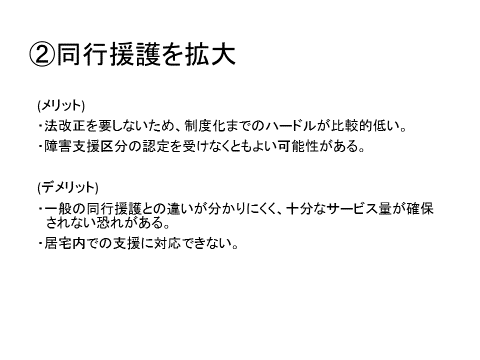 ②同行援護を拡大
(メリット)
・法改正を要しないため、制度化までのハードルが比較的低い。
・障害支援区分の認定を受けなくともよい可能性がある。
(デメリット)
・一般の同行援護との違いが分かりにくく、十分なサービス量が確保
されない恐れがある。
・居宅内での支援に対応できない。